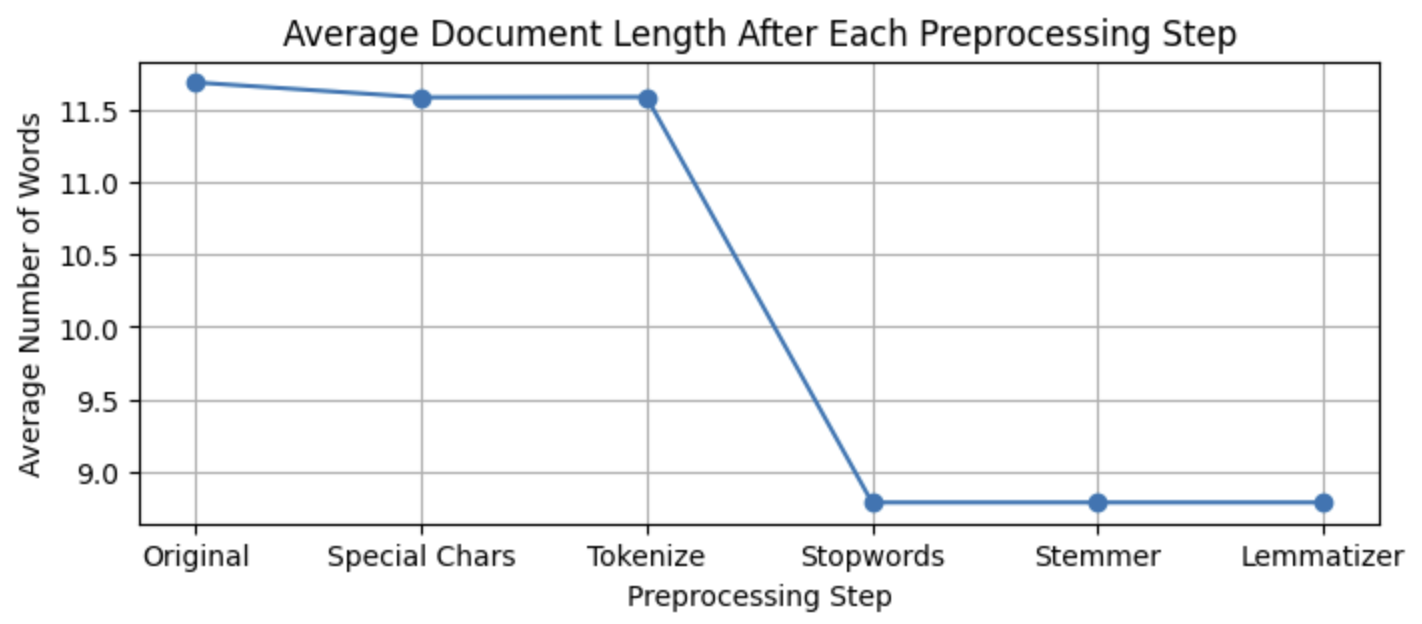 Average Document Length After Each Preprocessing Step
Average Number of Words
11.5
11.0
10.5
10.0
9.5
9.0
Original Special Chars Tokenize Stopwords Stemmer Lemmatizer
Preprocessing Step